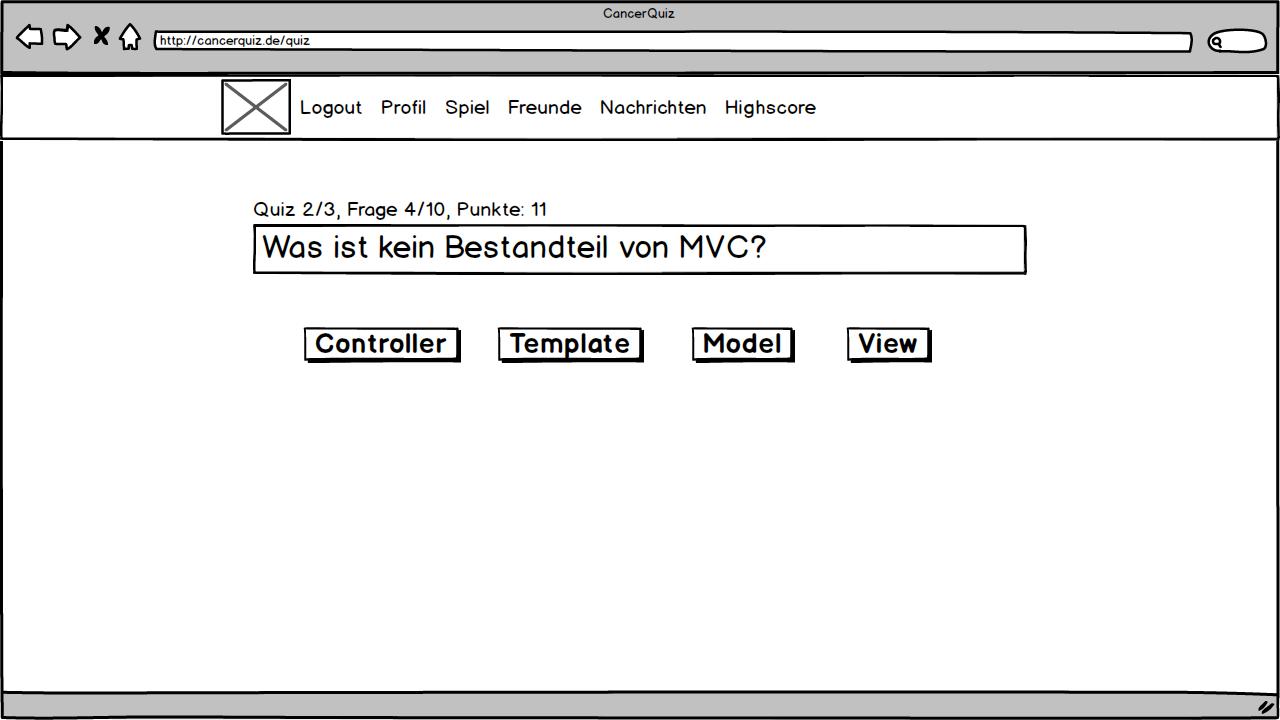 CancerQuiz
http://cancerquiz.de/quiz
Logout Profil Spiel Freunde Nachrichten Highscore
Quiz 2/3, Frage 4/10, Punkte: 11
Was ist kein Bestandteil von MVC?
Controller Template Model View